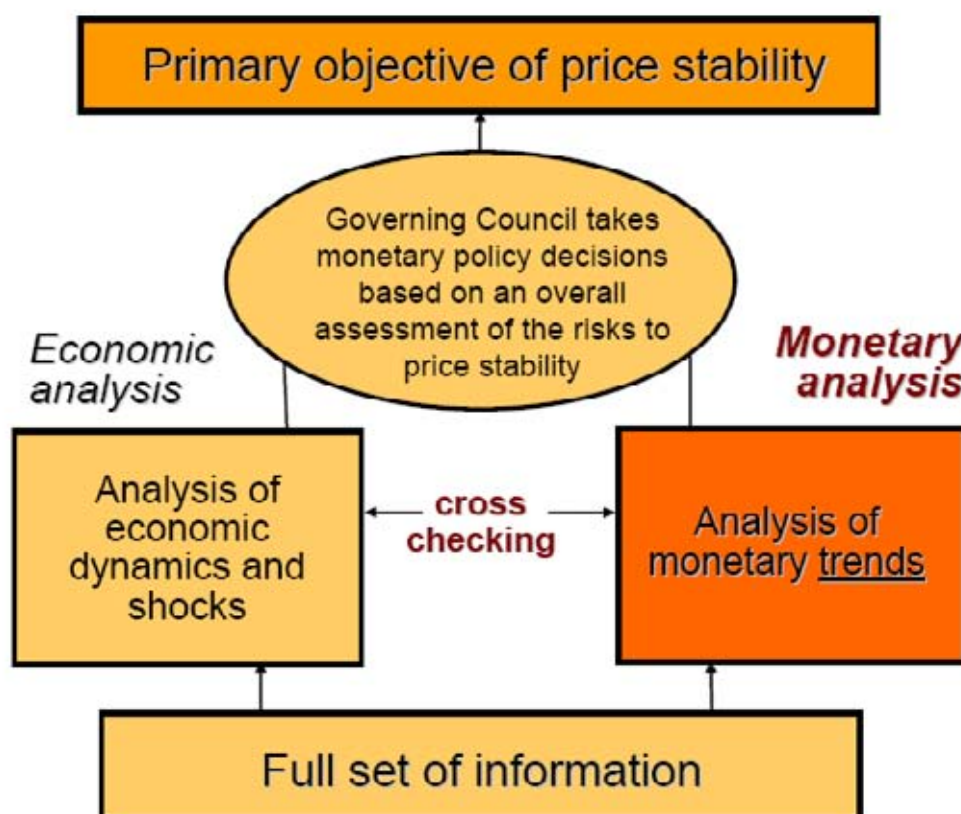 Primary objective of price stability
Governing Council takes
monetary policy decisions
based on an overall
assessment of the risks to
price stability
Economic
analysis
Monetary
analysis
Analysis of
economic
dynamics and
shocks
cross
checking
Analysis of
monetary trends
Full set of information